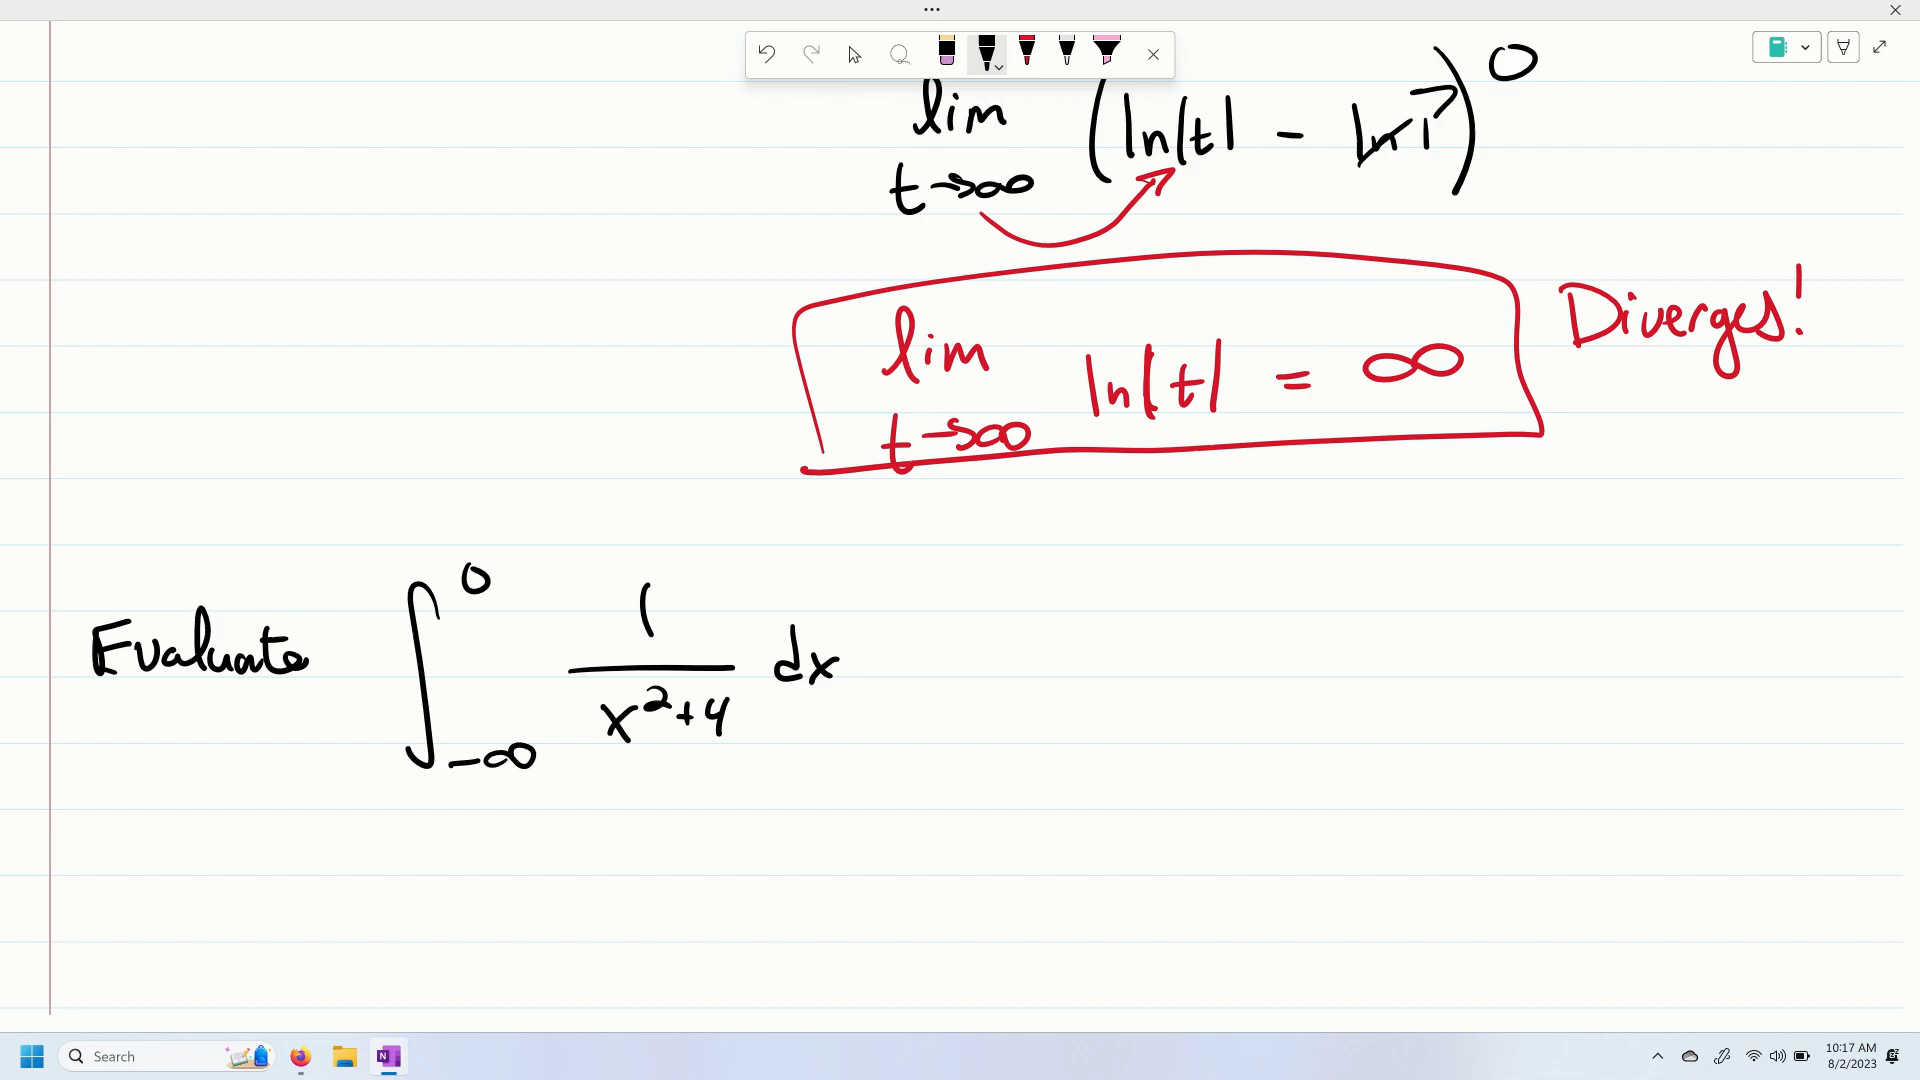 ...
lim (ln|t| - ln 1) 0
t→∞
lim ln|t| = ∞ Diverges!
t→∞
Evaluate ∫_{-∞}^{0} 1/(x²+4) dx
Search
N
10:17 AM
8/2/2023